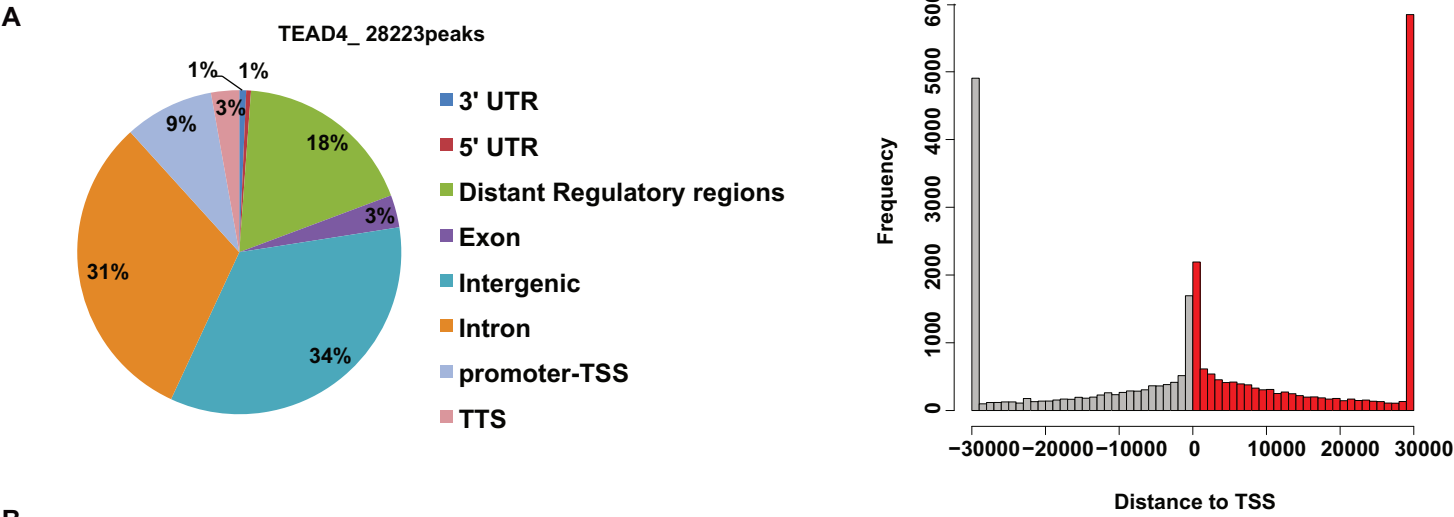 A
TEAD4_ 28223peaks
1% 1%
3%
9%
18%
3%
31%
34%
3' UTR
5' UTR
Distant Regulatory regions
Exon
Intergenic
Intron
promoter-TSS
TTS
Frequency
5000
4000
3000
2000
1000
0
−30000 −20000 −10000 0 10000 20000 30000
Distance to TSS